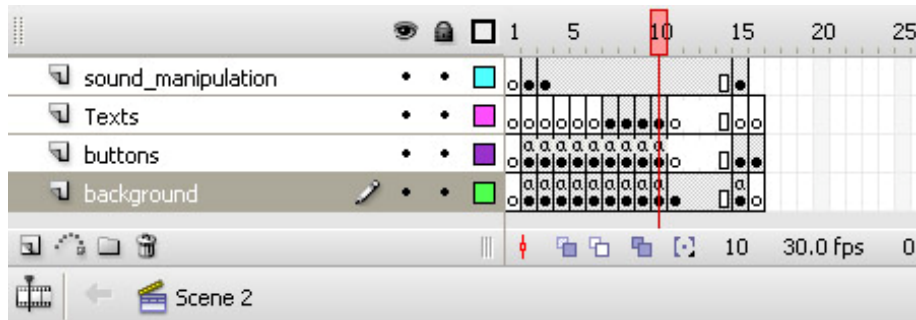 1 5 10 15 20 25
sound_manipulation
Texts
buttons
a a a a a a a a a
background
a a a a a a a a a a
10 30.0 fps 0
Scene 2